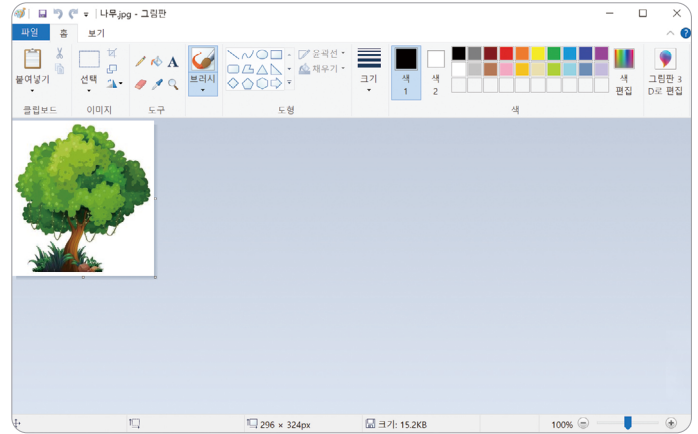 나무.jpg - 그림판
파일 홈 보기
붙여넣기
선택
A
브러시
윤곽선
채우기
크기
색 1
색 2
색 편집
그림판 3D로 편집
클립보드
이미지
도구
도형
색
296 × 324px
크기: 15.2KB
100%